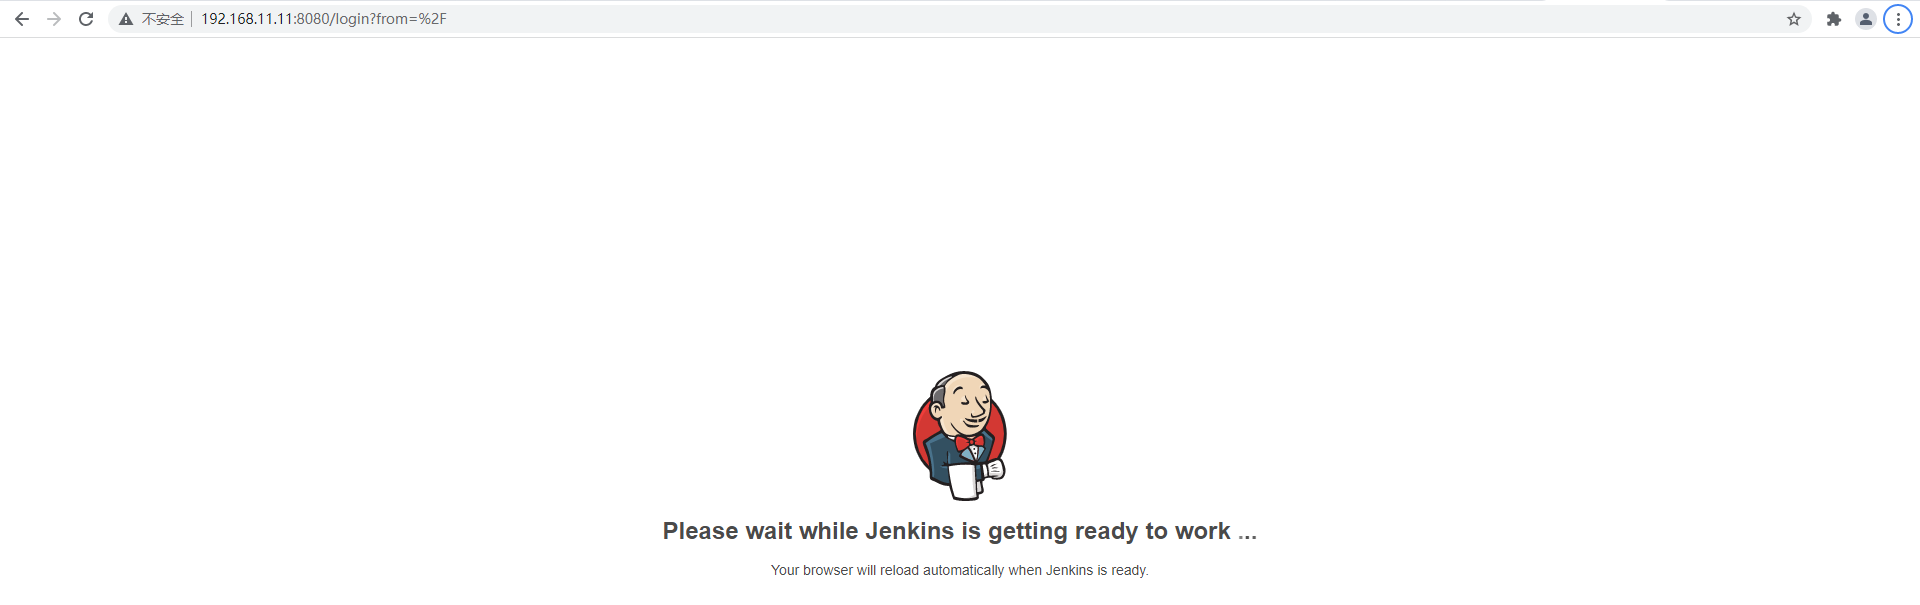 不安全 192.168.11.11:8080/login?from=%2F
Please wait while Jenkins is getting ready to work ...
Your browser will reload automatically when Jenkins is ready.